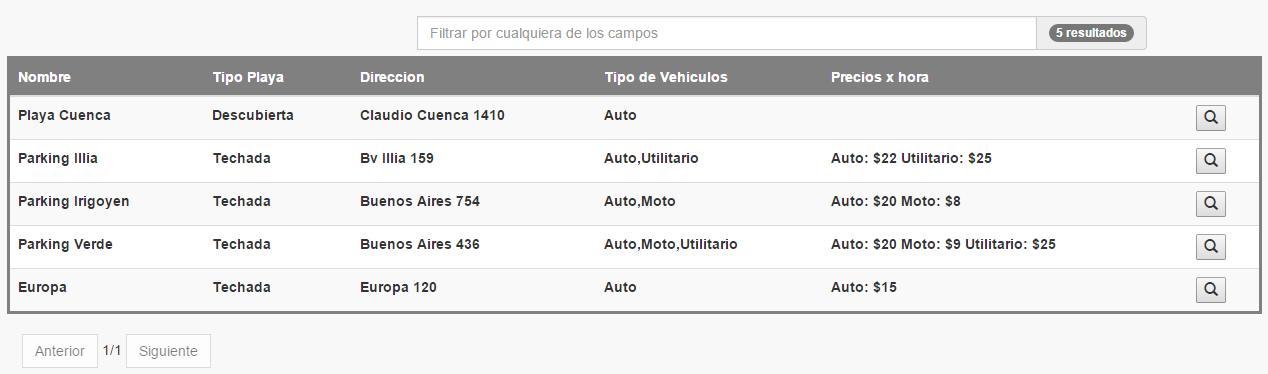 Filtrar por cualquiera de los campos 5 resultados
Nombre Tipo Playa Direccion Tipo de Vehiculos Precios x hora
Playa Cuenca Descubierta Claudio Cuenca 1410 Auto
Parking Illia Techada Bv Illia 159 Auto,Utilitario Auto: $22 Utilitario: $25
Parking Irigoyen Techada Buenos Aires 754 Auto,Moto Auto: $20 Moto: $8
Parking Verde Techada Buenos Aires 436 Auto,Moto,Utilitario Auto: $20 Moto: $9 Utilitario: $25
Europa Techada Europa 120 Auto Auto: $15
Anterior 1/1 Siguiente